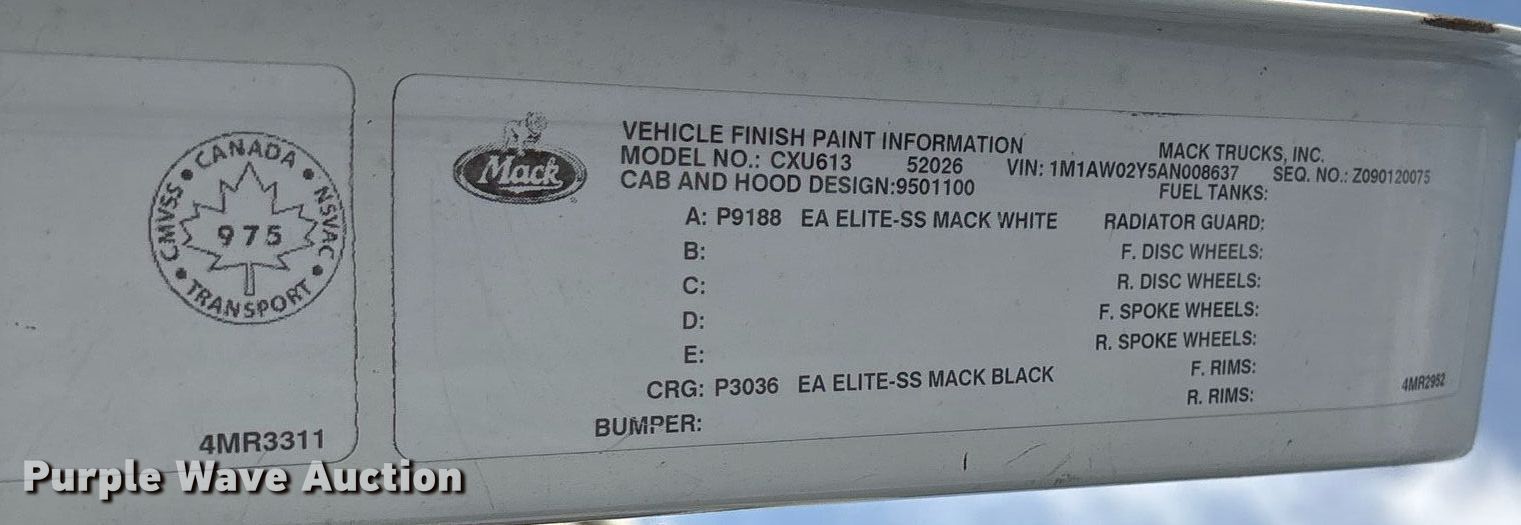 CANADA
CMVSS
NSVAC
975
TRANSPORT
4MR3311
Mack
VEHICLE FINISH PAINT INFORMATION
MACK TRUCKS, INC.
MODEL NO.: CXU613 52026 VIN: 1M1AW02Y5AN008637 SEQ. NO.: Z090120075
CAB AND HOOD DESIGN:9501100 FUEL TANKS:
A: P9188 EA ELITE-SS MACK WHITE RADIATOR GUARD:
B: F. DISC WHEELS:
C: R. DISC WHEELS:
D: F. SPOKE WHEELS:
E: R. SPOKE WHEELS:
CRG: P3036 EA ELITE-SS MACK BLACK F. RIMS:
BUMPER: R. RIMS:
4MR2952
Purple Wave Auction